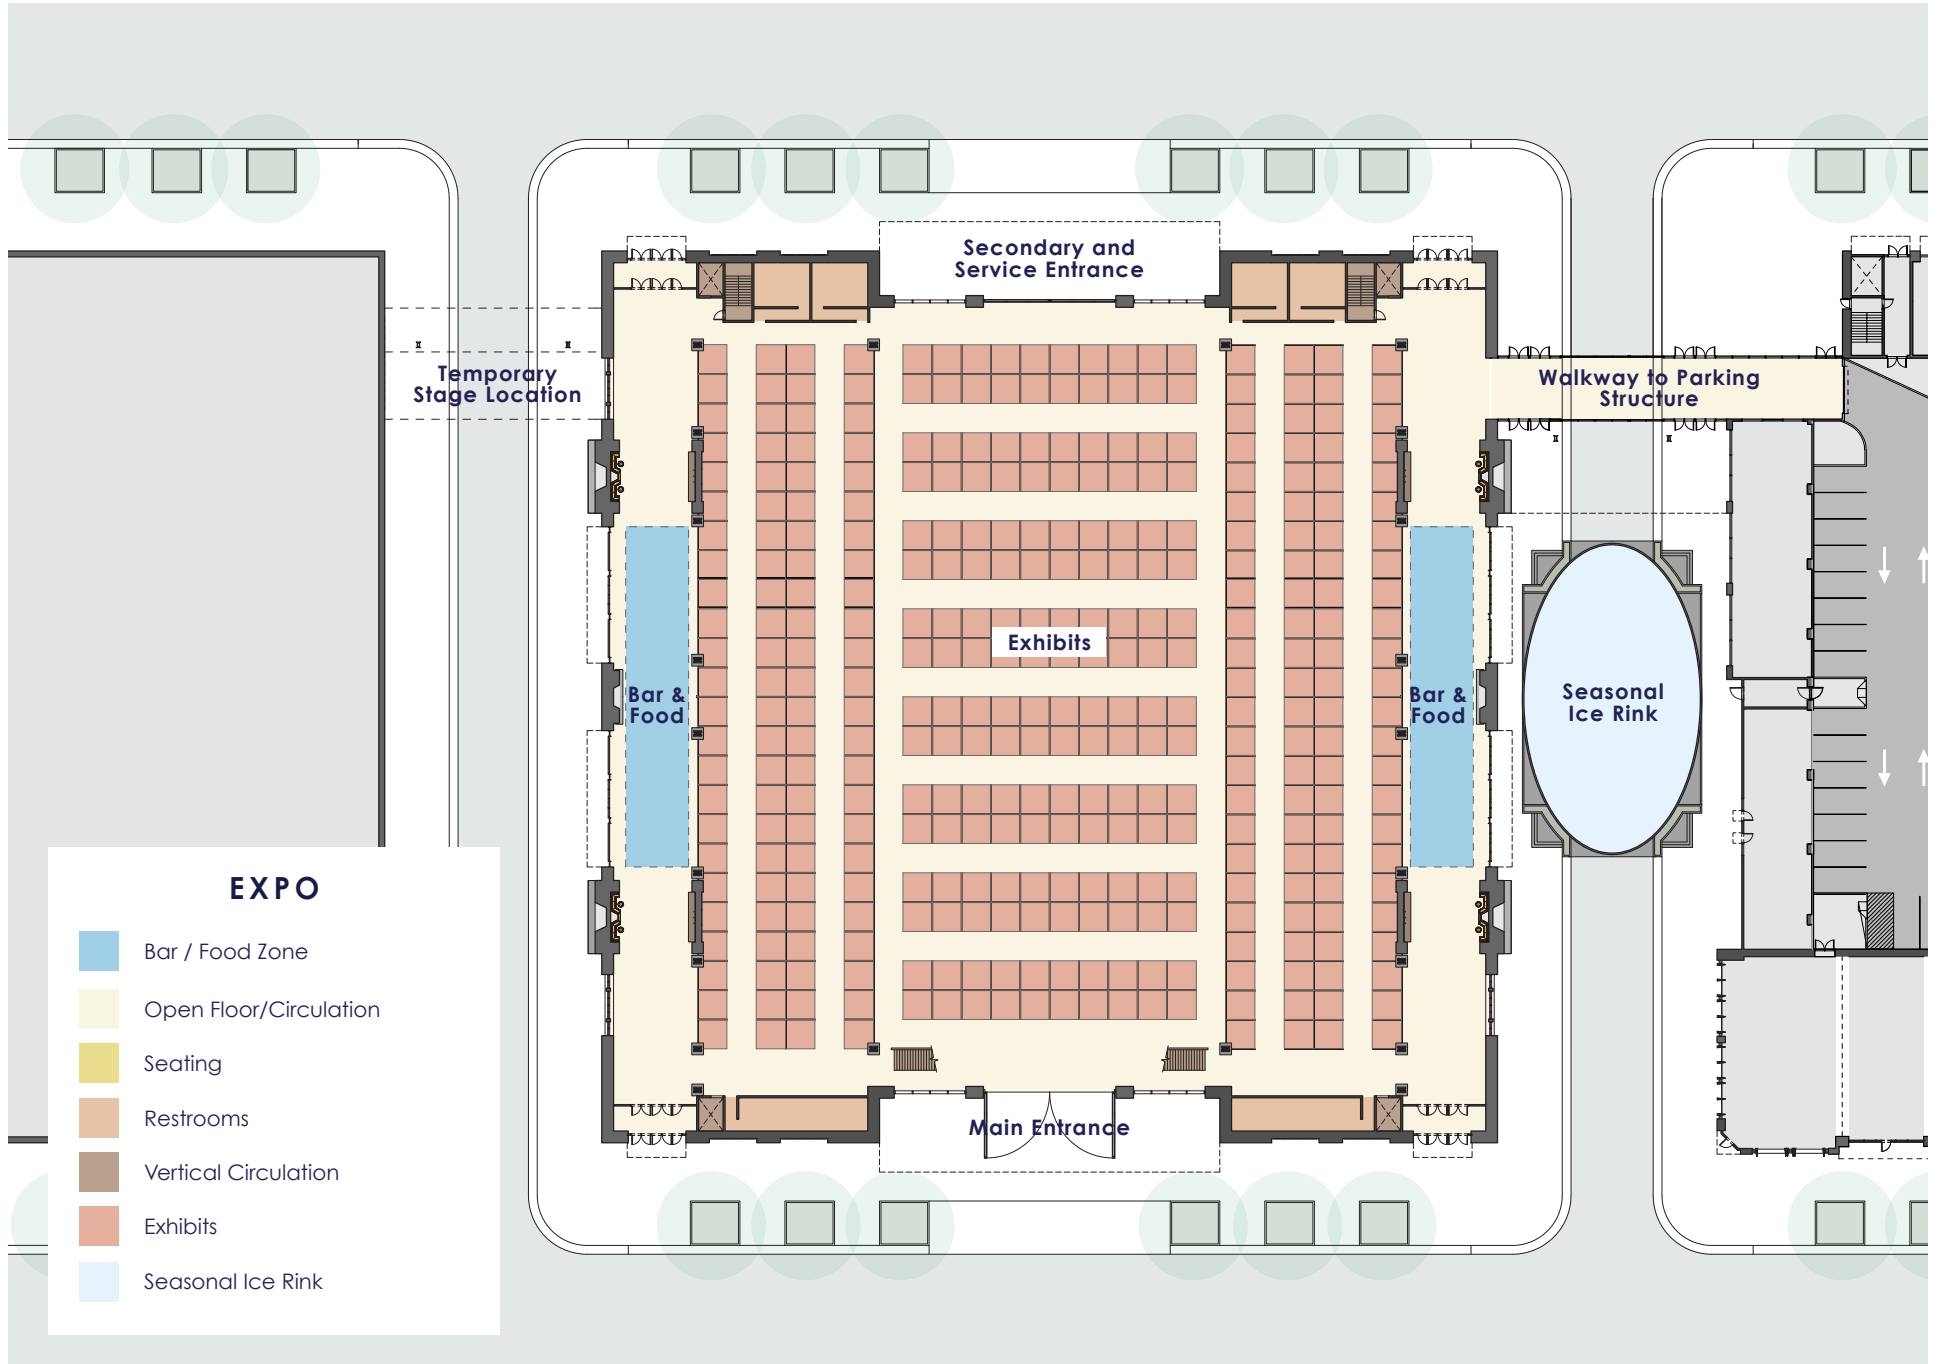 Secondary and
Service Entrance
Temporary
Stage Location
Walkway to Parking
Structure
Exhibits
Bar &
Food
Bar &
Food
Seasonal
Ice Rink
Main Entrance
EXPO
Bar / Food Zone
Open Floor/Circulation
Seating
Restrooms
Vertical Circulation
Exhibits
Seasonal Ice Rink